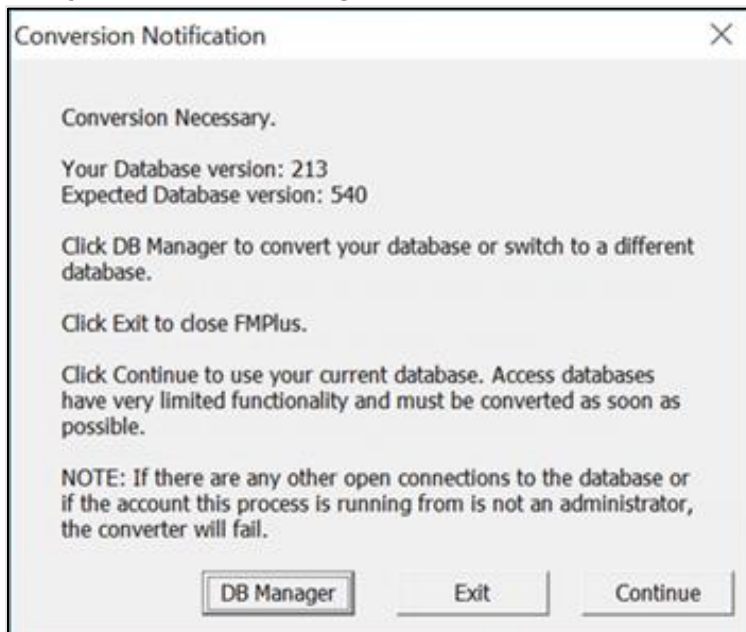 Conversion Notification
Conversion Necessary.
Your Database version: 213
Expected Database version: 540
Click DB Manager to convert your database or switch to a different
database.
Click Exit to close FMPlus.
Click Continue to use your current database. Access databases
have very limited functionality and must be converted as soon as
possible.
NOTE: If there are any other open connections to the database or
if the account this process is running from is not an administrator,
the converter will fail.
DB Manager Exit Continue